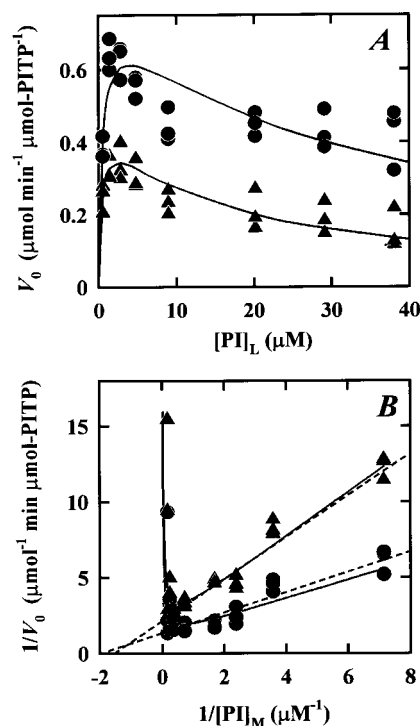 A
0.6
0.4
0.2
0
V₀ (μmol min⁻¹ μmol-PITP⁻¹)
0 10 20 30 40
[PI]L (μM)
B
15
10
5
0
1/V₀ (μmol⁻¹ min μmol-PITP)
-2 0 2 4 6 8
1/[PI]M (μM⁻¹)